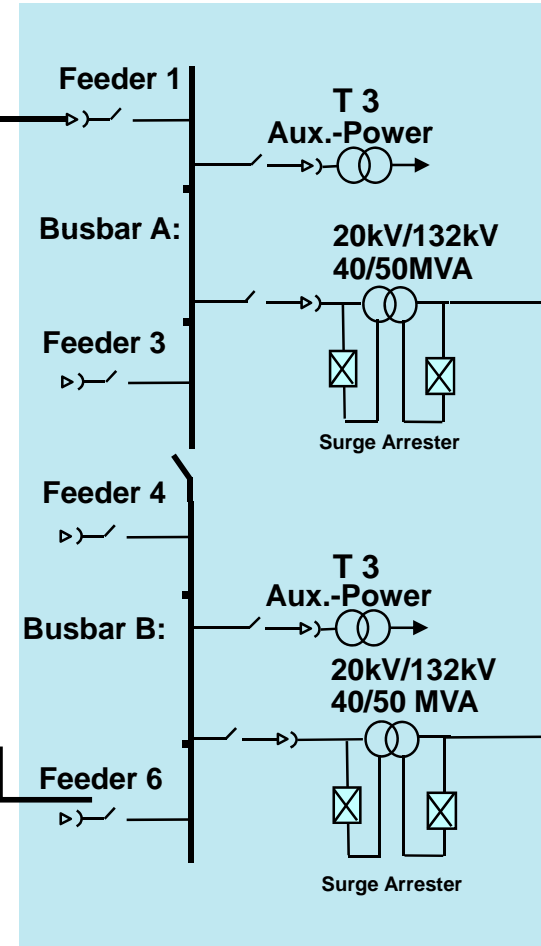 Feeder 1
T 3
Aux.-Power
Busbar A:
20kV/132kV
40/50MVA
Feeder 3
Surge Arrester
Feeder 4
T 3
Aux.-Power
Busbar B:
20kV/132kV
40/50 MVA
Feeder 6
Surge Arrester